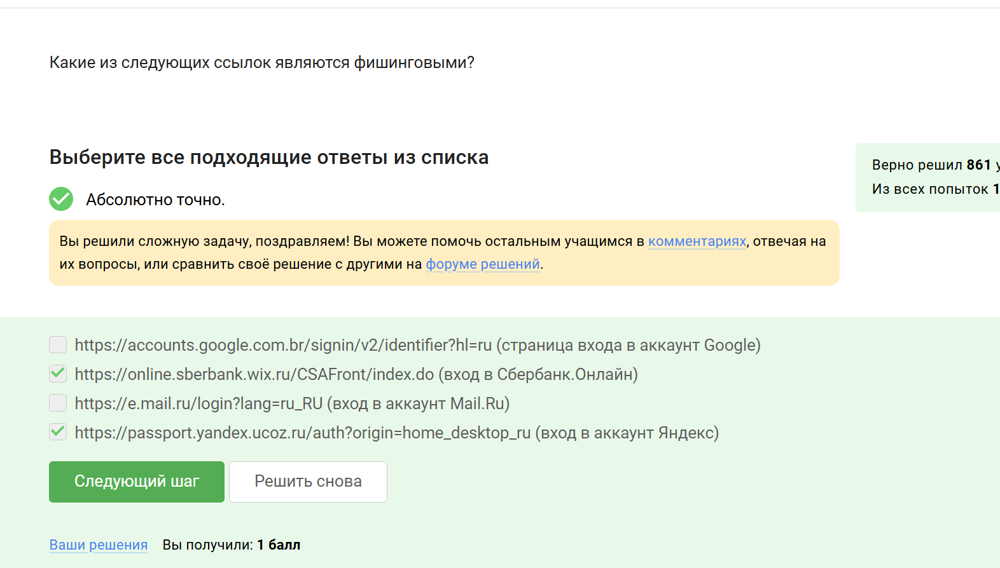 Какие из следующих ссылок являются фишинговыми?
Выберите все подходящие ответы из списка
Верно решил 861 у
Из всех попыток 1
Абсолютно точно.
Вы решили сложную задачу, поздравляем! Вы можете помочь остальным учащимся в комментариях, отвечая на
их вопросы, или сравнить своё решение с другими на форуме решений.
https://accounts.google.com.br/signin/v2/identifier?hl=ru (страница входа в аккаунт Google)
https://online.sberbank.wix.ru/CSAFront/index.do (вход в Сбербанк.Онлайн)
https://e.mail.ru/login?lang=ru_RU (вход в аккаунт Mail.Ru)
https://passport.yandex.ucoz.ru/auth?origin=home_desktop_ru (вход в аккаунт Яндекс)
Следующий шаг
Решить снова
Ваши решения Вы получили: 1 балл